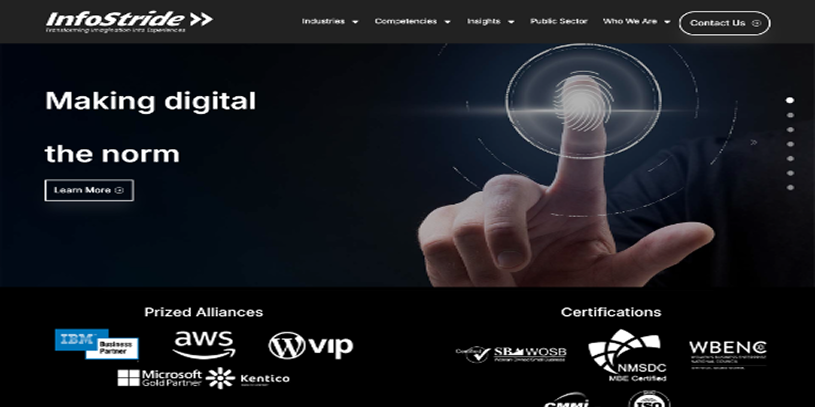 InfoStride
Transforming Imagination Into Experiences
Industries Competencies Insights Public Sector Who We Are Contact Us
Making digital
the norm
Learn More
Prized Alliances
Certifications
IBM Business Partner
aws
VIP
Certified SBA WOSB
NMSDC
MBE Certified
WBENC
Microsoft
Gold Partner
Kentico
CMMI
ISO